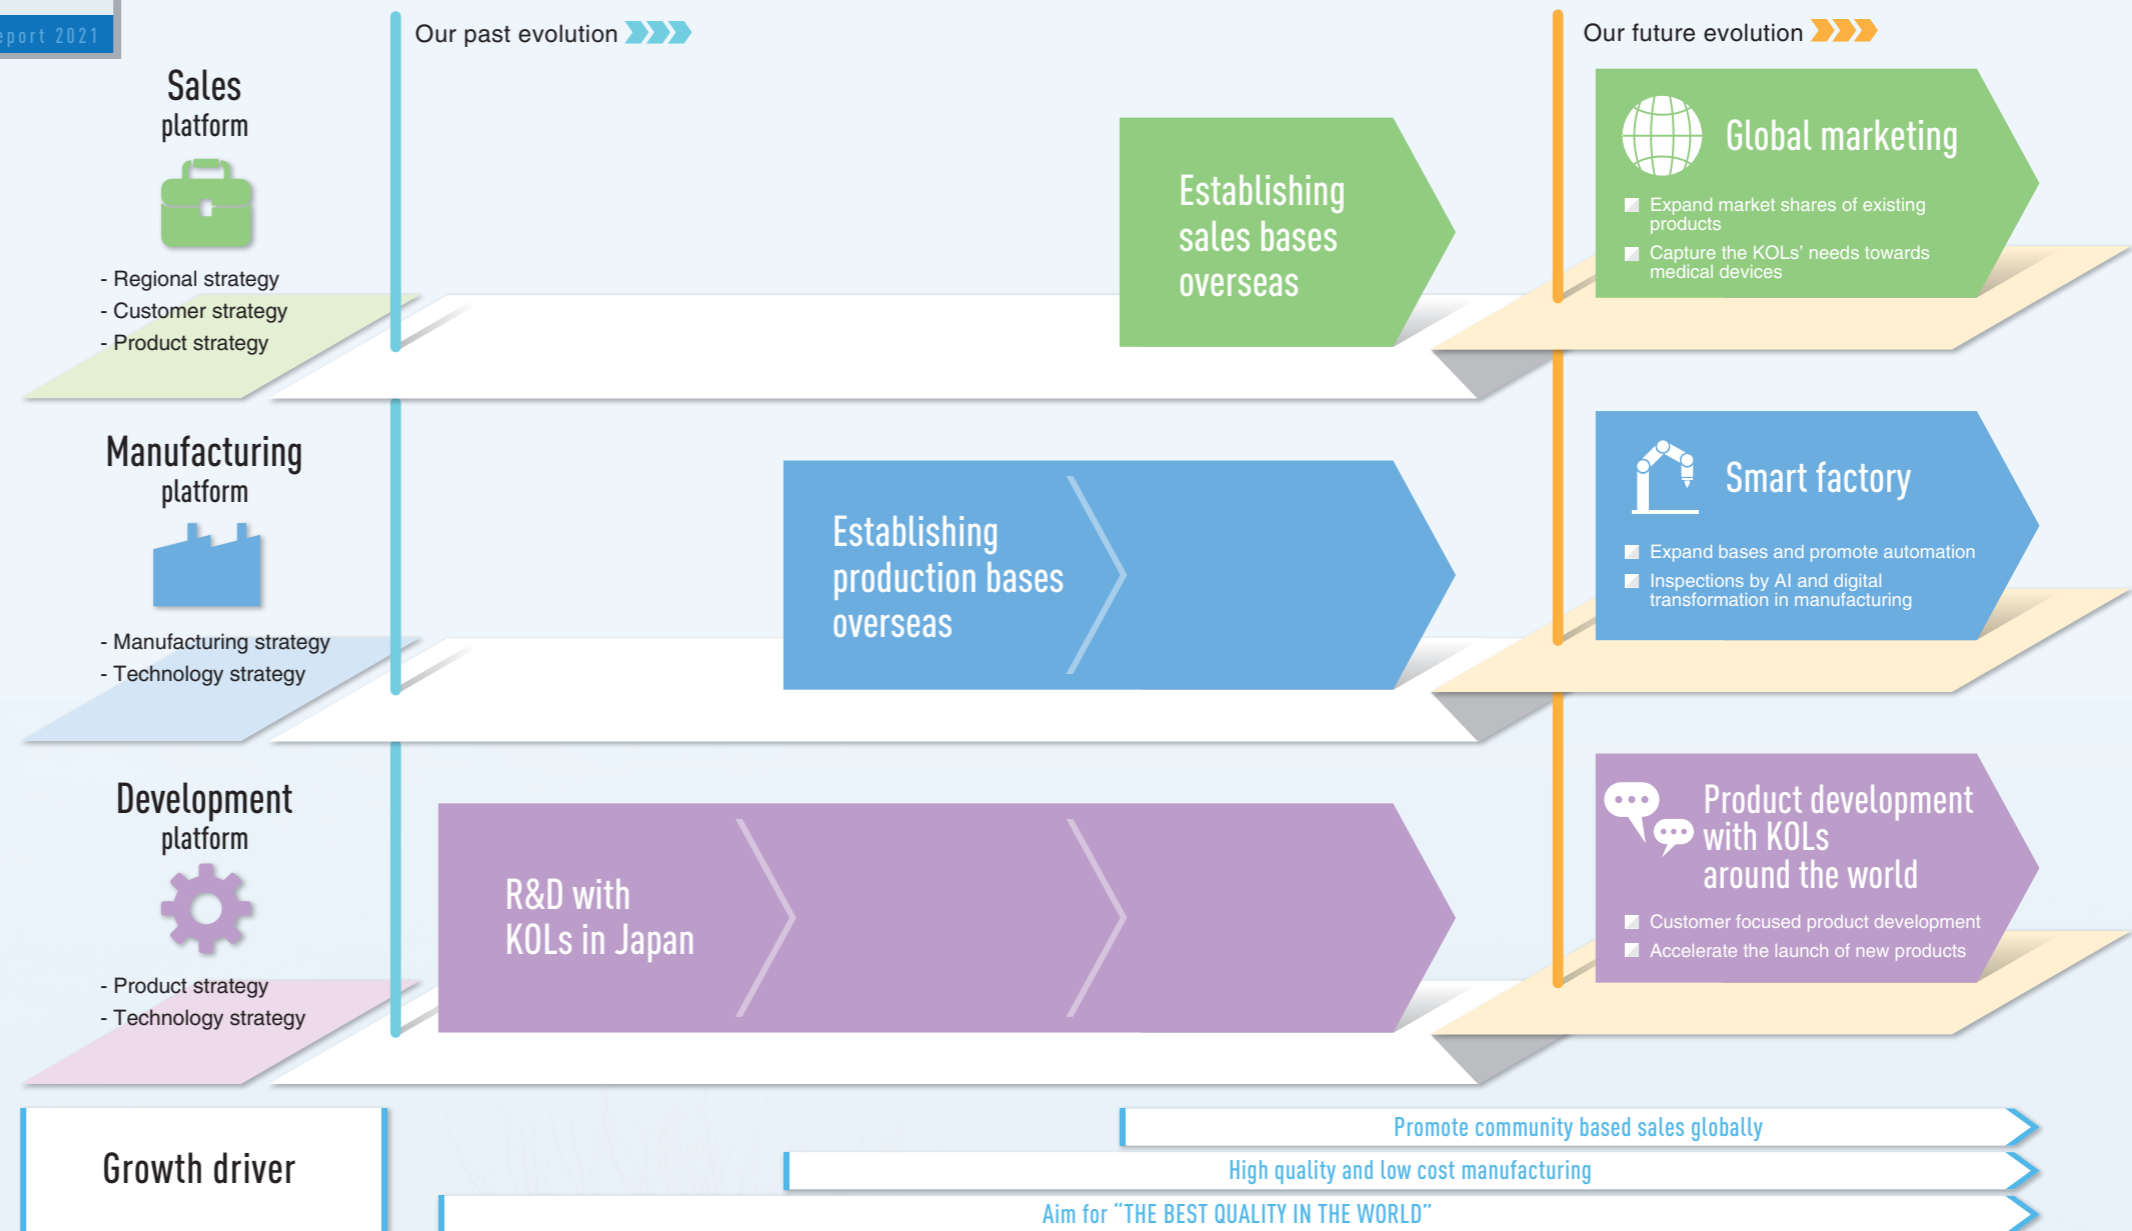 eport 2021
Our past evolution
Our future evolution
Sales
platform
- Regional strategy
- Customer strategy
- Product strategy
Establishing
sales bases
overseas
Global marketing
Expand market shares of existing
products
Capture the KOLs’ needs towards
medical devices
Manufacturing
platform
- Manufacturing strategy
- Technology strategy
Establishing
production bases
overseas
Smart factory
Expand bases and promote automation
Inspections by AI and digital
transformation in manufacturing
Development
platform
- Product strategy
- Technology strategy
R&D with
KOLs in Japan
Product development
with KOLs
around the world
Customer focused product development
Accelerate the launch of new products
Growth driver
Promote community based sales globally
High quality and low cost manufacturing
Aim for “THE BEST QUALITY IN THE WORLD”